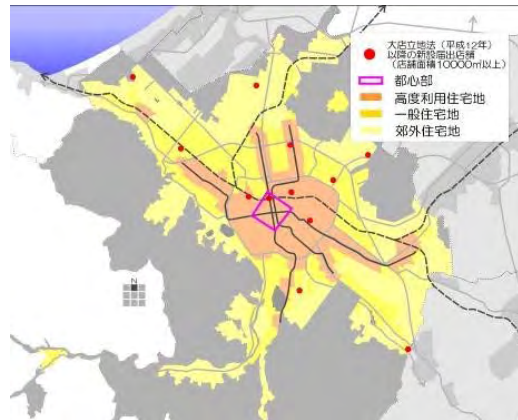 大店立地法（平成12年）
以降の新設届出店舗
（店舗面積10000㎡以上）
都心部
高度利用住宅地
一般住宅地
郊外住宅地
N